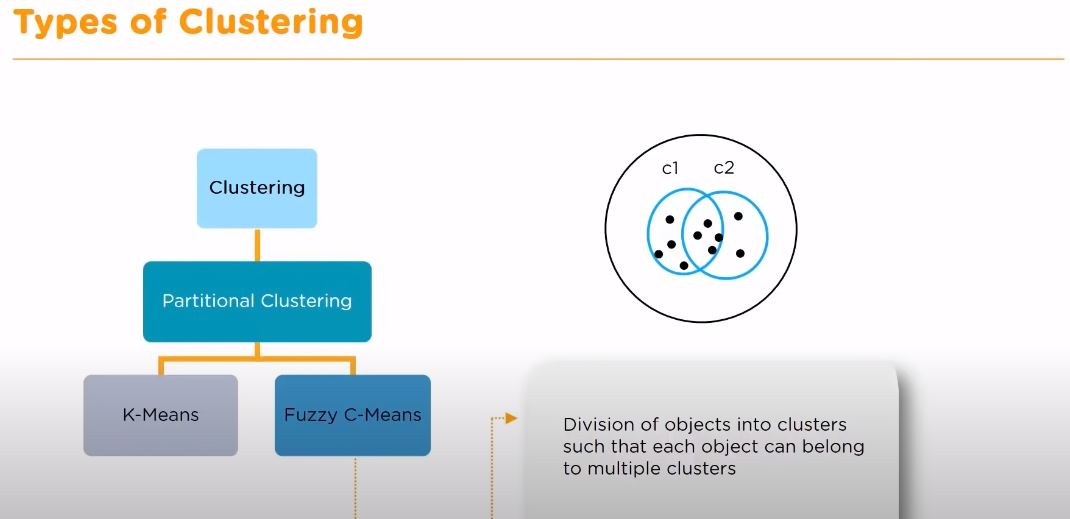 Types of Clustering
Clustering
Partitional Clustering
K-Means
Fuzzy C-Means
c1
c2
Division of objects into clusters
such that each object can belong
to multiple clusters